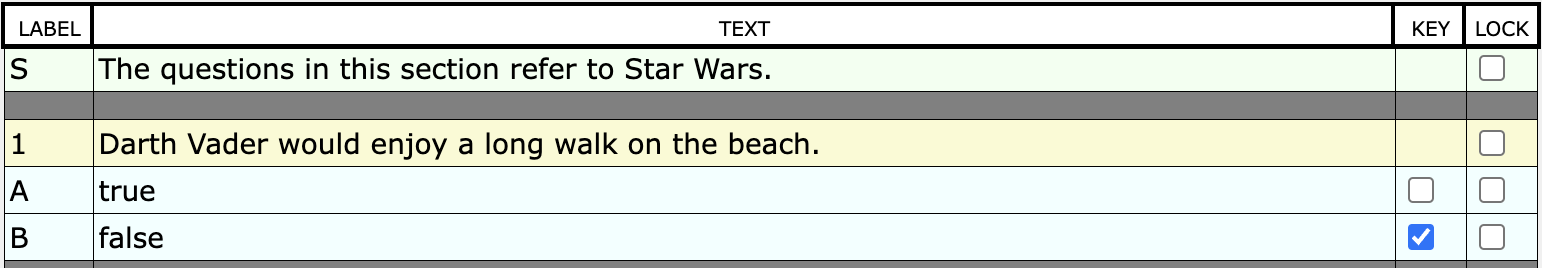 LABEL TEXT KEY LOCK
S The questions in this section refer to Star Wars.
1 Darth Vader would enjoy a long walk on the beach.
A true
B false